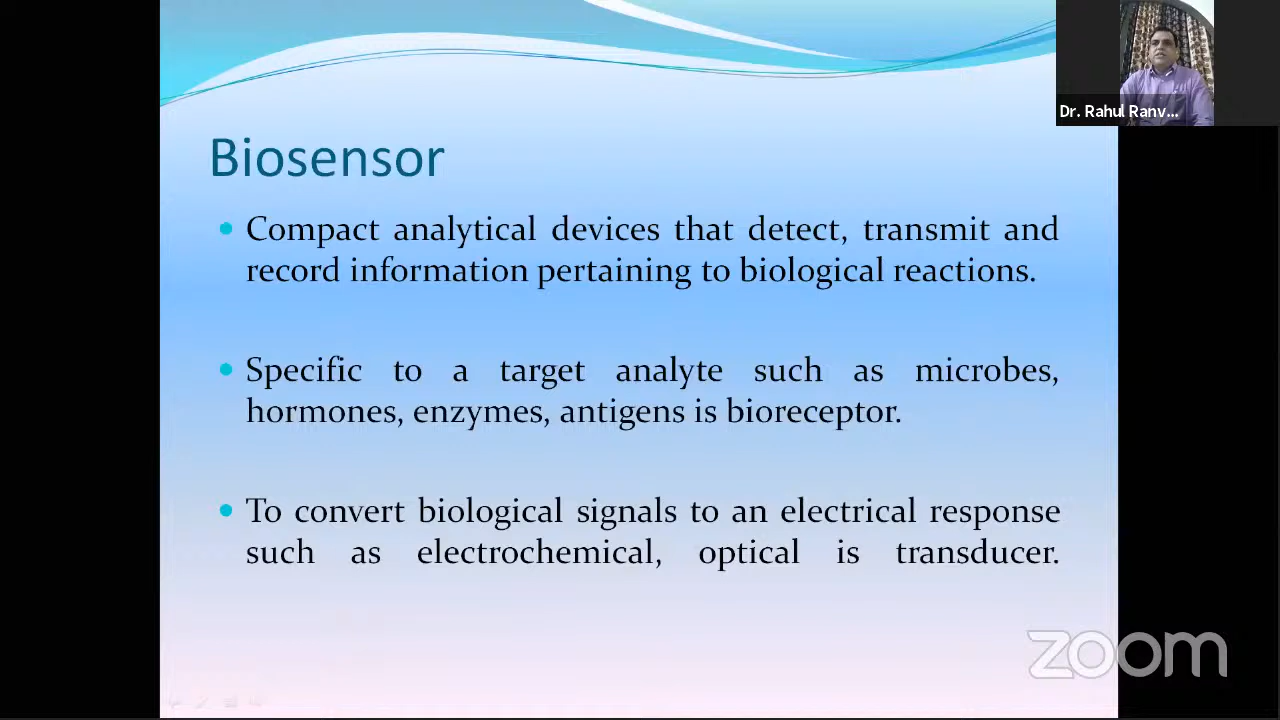 Dr. Rahul Ranv...
Biosensor
• Compact analytical devices that detect, transmit and
record information pertaining to biological reactions.
• Specific to a target analyte such as microbes,
hormones, enzymes, antigens is bioreceptor.
• To convert biological signals to an electrical response
such as electrochemical, optical is transducer.
zoom